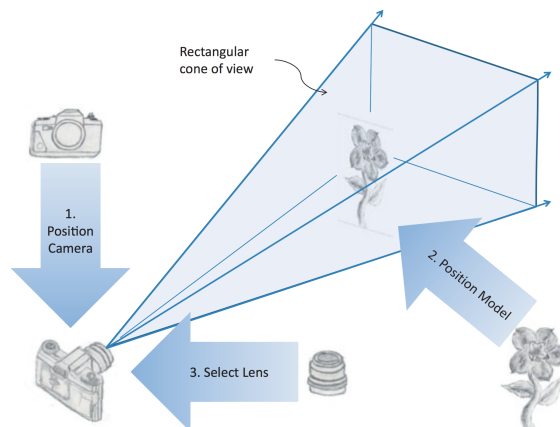 Rectangular
cone of view
1.
Position
Camera
2. Position Model
3. Select Lens